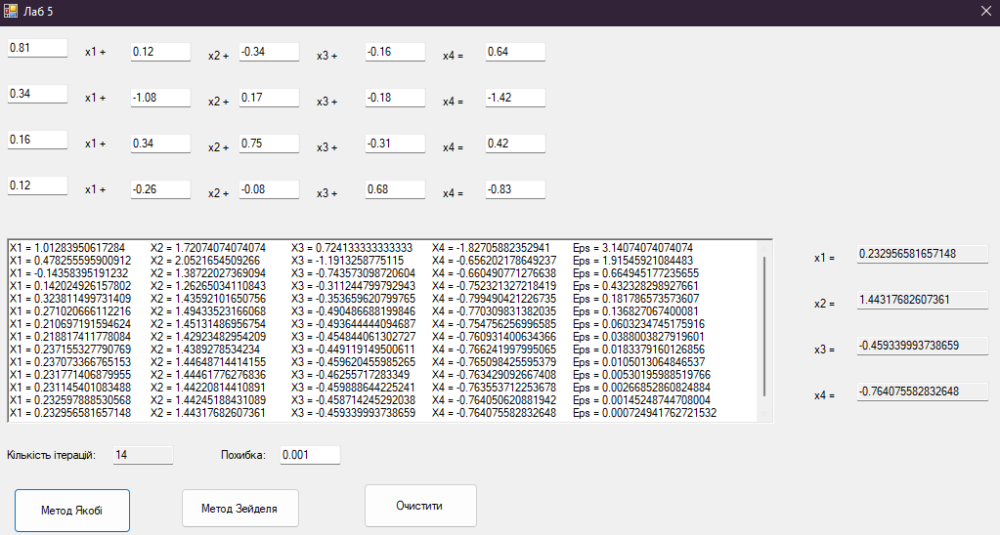 Лаб 5
0.81 x1 + 0.12 x2 + -0.34 x3 + -0.16 x4 = 0.64
0.34 x1 + -1.08 x2 + 0.17 x3 + -0.18 x4 = -1.42
0.16 x1 + 0.34 x2 + 0.75 x3 + -0.31 x4 = 0.42
0.12 x1 + -0.26 x2 + -0.08 x3 + 0.68 x4 = -0.83
X1 = 1.01283950617284 X2 = 1.72074074074074 X3 = 0.724133333333333 X4 = -1.82705882352941 Eps = 3.14074074074074
X1 = 0.478255595900912 X2 = 2.0521654509266 X3 = -1.1913258775115 X4 = -0.656202178649237 Eps = 1.91545921084483
X1 = -0.14358395191232 X2 = 1.38722027369094 X3 = -0.743573098720604 X4 = -0.660490771276638 Eps = 0.664945177235655
X1 = 0.142024926157802 X2 = 1.26265034110843 X3 = -0.311244799792943 X4 = -0.752321327218419 Eps = 0.432328298927661
X1 = 0.323811499731409 X2 = 1.43592101650756 X3 = -0.353659620799765 X4 = -0.799490421226735 Eps = 0.181786573573607
X1 = 0.271020666112216 X2 = 1.49433523166068 X3 = -0.490486688199846 X4 = -0.770309831382035 Eps = 0.136827067400081
X1 = 0.210697191594624 X2 = 1.45131486956754 X3 = -0.493644444094687 X4 = -0.754756256996585 Eps = 0.0603234745175916
X1 = 0.218817411778084 X2 = 1.42923482954209 X3 = -0.454844061302727 X4 = -0.760931400634366 Eps = 0.0388003827919601
X1 = 0.237155327790769 X2 = 1.4389278534234 X3 = -0.449119149500611 X4 = -0.766241997995065 Eps = 0.0183379160126856
X1 = 0.237073366765153 X2 = 1.44648714414155 X3 = -0.459620455985265 X4 = -0.765098425595379 Eps = 0.0105013064846537
X1 = 0.231771406879955 X2 = 1.44461776276836 X3 = -0.46255717283349 X4 = -0.763429092667408 Eps = 0.00530195988519766
X1 = 0.231145401083488 X2 = 1.44220814410891 X3 = -0.459888644225241 X4 = -0.763553712253678 Eps = 0.00266852860824884
X1 = 0.232597888530568 X2 = 1.44245188431089 X3 = -0.458714245292038 X4 = -0.764050620881942 Eps = 0.00145248744708004
X1 = 0.232956581657148 X2 = 1.44317682607361 X3 = -0.459339993738659 X4 = -0.764075582832648 Eps = 0.000724941762721532
x1 = 0.232956581657148
x2 = 1.44317682607361
x3 = -0.459339993738659
x4 = -0.764075582832648
Кількість ітерацій: 14 Похибка: 0.001
Метод Якобі Метод Зейделя Очистити